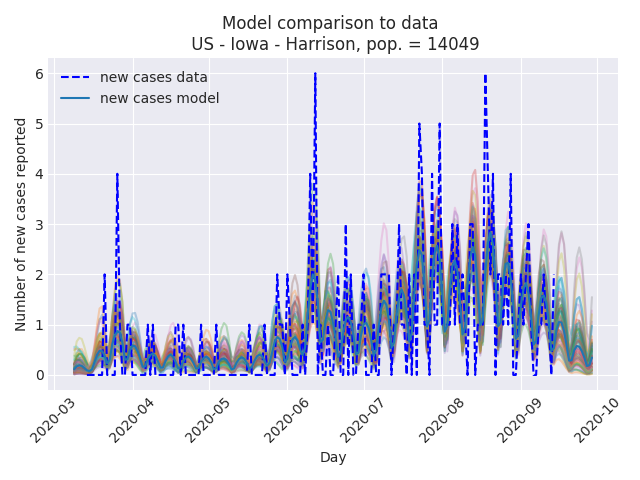 Model comparison to data
US - Iowa - Harrison, pop. = 14049
new cases data
new cases model
Number of new cases reported
6
5
4
3
2
1
0
2020-03
2020-04
2020-05
2020-06
2020-07
2020-08
2020-09
2020-10
Day